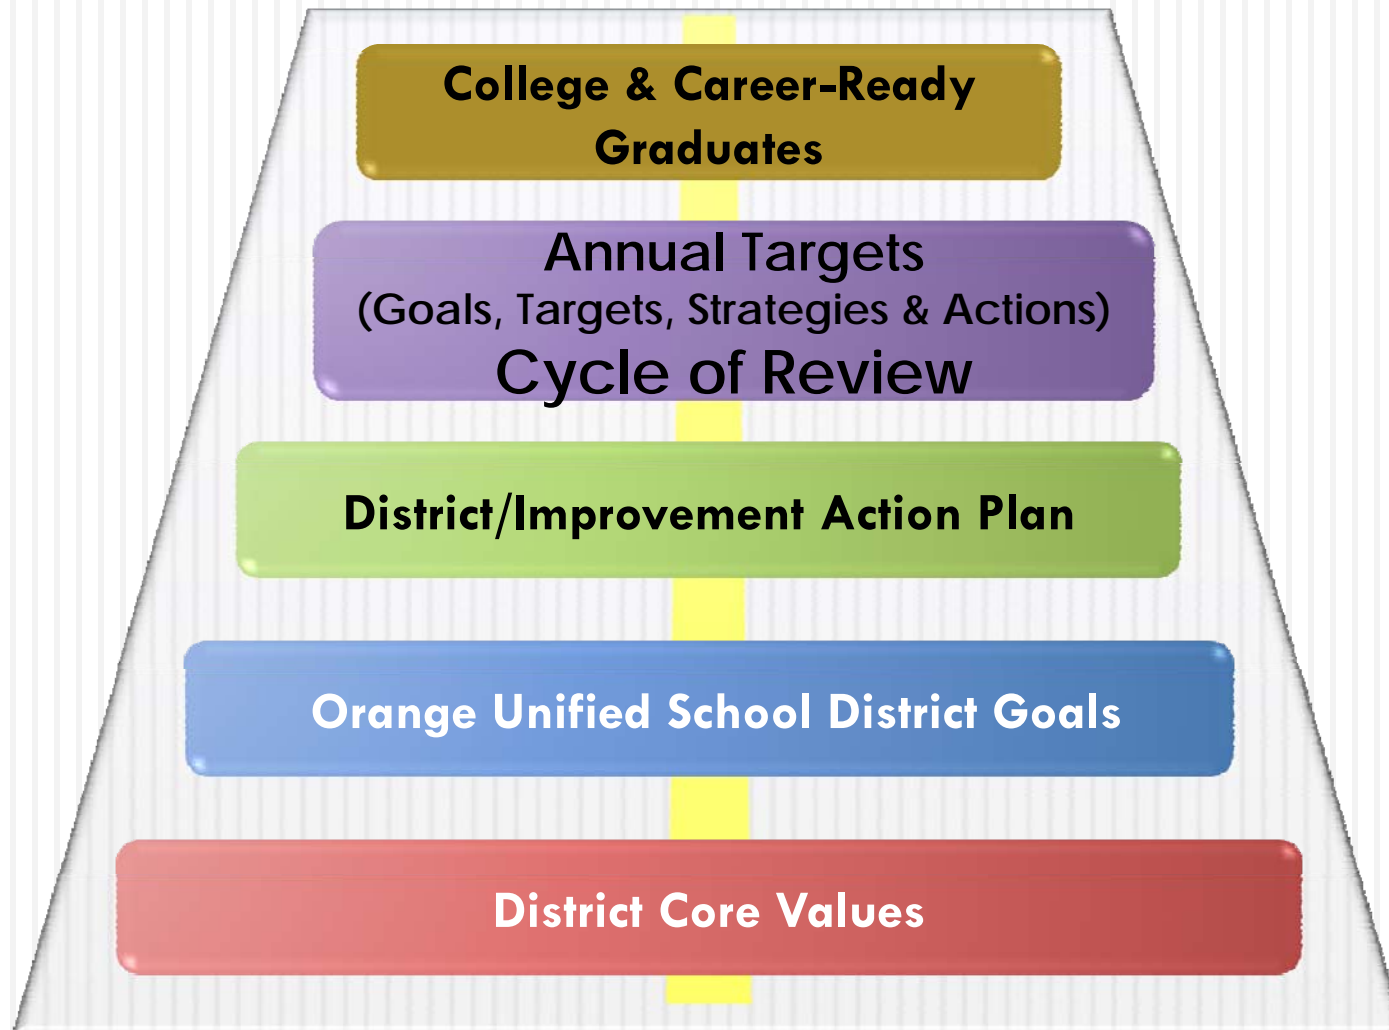 College & Career-Ready
Graduates
Annual Targets
(Goals, Targets, Strategies & Actions)
Cycle of Review
District/Improvement Action Plan
Orange Unified School District Goals
District Core Values